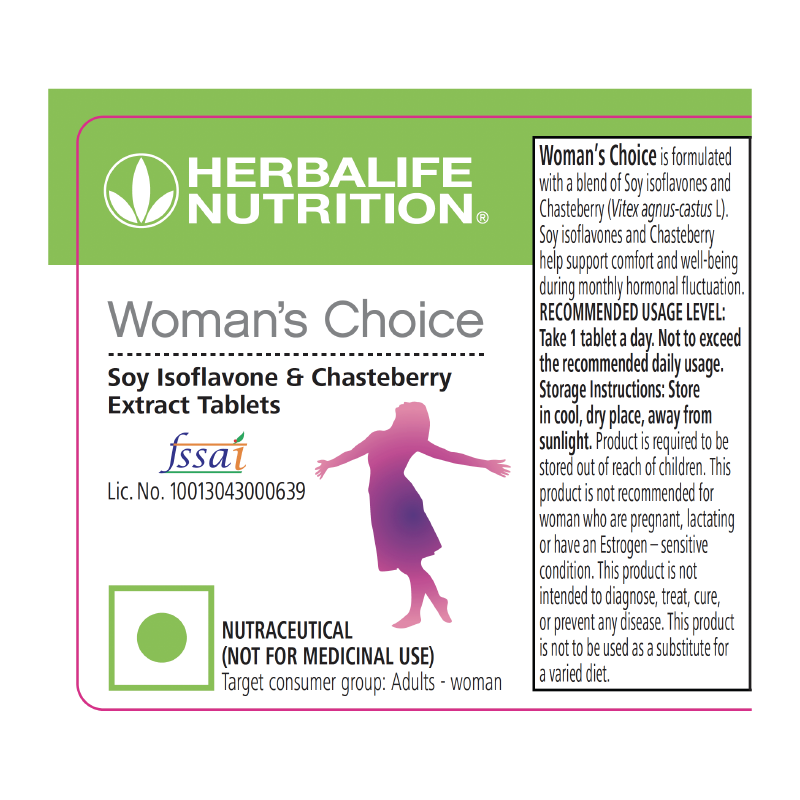 HERBALIFE
NUTRITION®
Woman's Choice
Soy Isoflavone & Chasteberry
Extract Tablets
fssai
Lic. No. 10013043000639
NUTRACEUTICAL
(NOT FOR MEDICINAL USE)
Target consumer group: Adults - woman
Woman's Choice is formulated
with a blend of Soy isoflavones and
Chasteberry (Vitex agnus-castus L).
Soy isoflavones and Chasteberry
help support comfort and well-being
during monthly hormonal fluctuation.
RECOMMENDED USAGE LEVEL:
Take 1 tablet a day. Not to exceed
the recommended daily usage.
Storage Instructions: Store
in cool, dry place, away from
sunlight. Product is required to be
stored out of reach of children. This
product is not recommended for
woman who are pregnant, lactating
or have an Estrogen – sensitive
condition. This product is not
intended to diagnose, treat, cure,
or prevent any disease. This product
is not to be used as a substitute for
a varied diet.